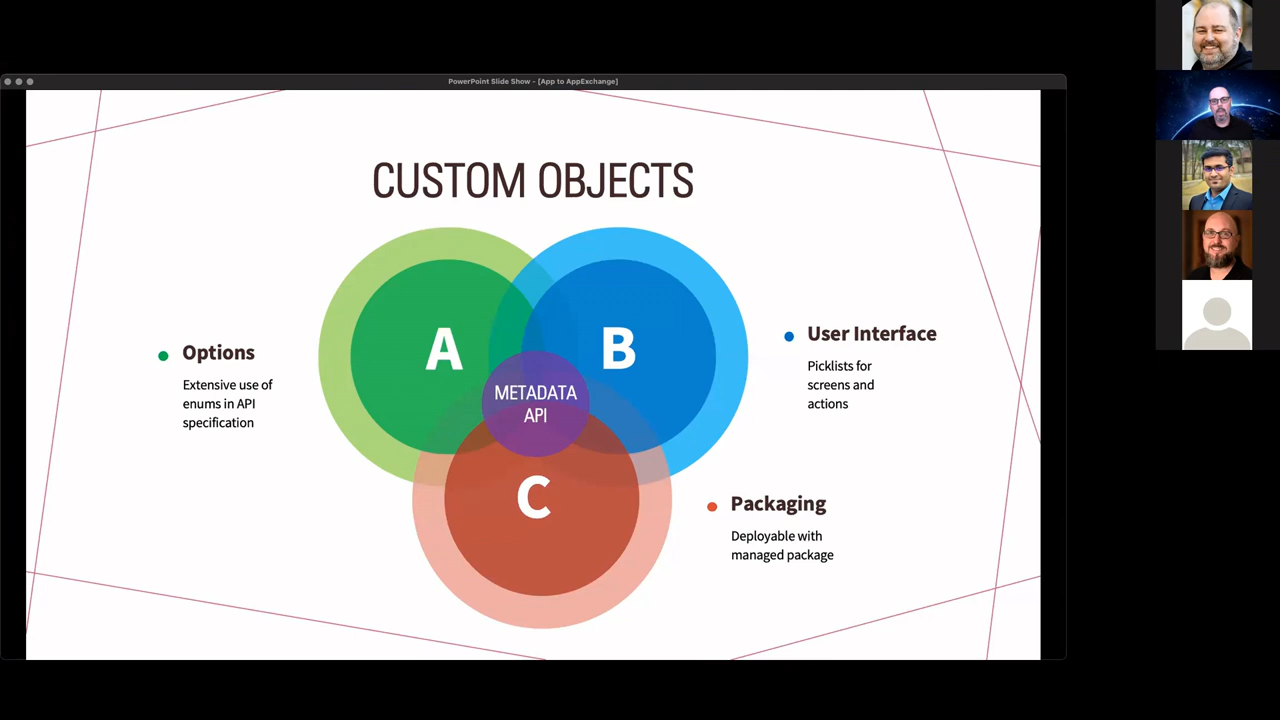 PowerPoint Slide Show - [App to AppExchange]
CUSTOM OBJECTS
A
B
METADATA
API
C
Options
Extensive use of
enums in API
specification
User Interface
Picklists for
screens and
actions
Packaging
Deployable with
managed package